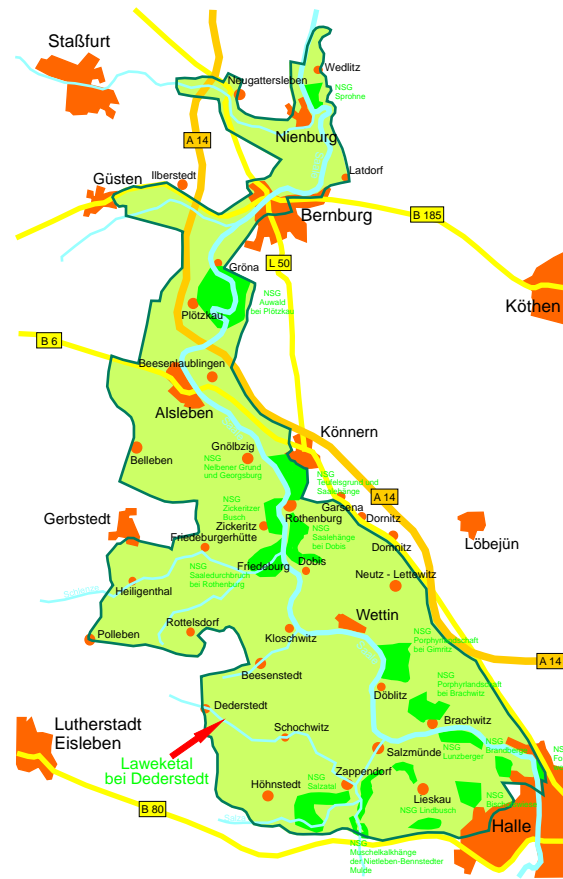 Staßfurt
Wedlitz
Neugattersleben
NSG
Sprohne
Nienburg
A 14
Güsten
Ilberstedt
Latdorf
Bernburg
B 185
Gröna
L 50
NSG
Auwald
bei Plötzkau
Köthen
Plötzkau
B 6
Beesenlaublingen
Alsleben
Könnern
Gnölbzig
Belleben
NSG
Nelbener Grund
und Georgsburg
NSG
Teufelsgrund und
Saalehänge
A 14
Gerbstedt
NSG
Zickeritzer
Busch
Rothenburg
Garsena
Dornitz
Löbejün
Zickeritz
NSG
Saalehänge
bei Dobis
Domnitz
Friedeburgerhütte
Friedeburg
Dobis
NSG
Saaledurchbruch
bei Rothenburg
Neutz - Lettewitz
Heiligenthal
Wettin
Rottelsdorf
Kloschwitz
Polleben
NSG
Porphyrlandschaft
bei Gimritz
A 14
Beesenstedt
NSG
Porphyrlandschaft
bei Brachwitz
Döblitz
Dederstedt
Brachwitz
Lutherstadt
Eisleben
Schochwitz
Salzmünde
NSG
Lunzberge
Brandberge
Laweketal
bei Dederstedt
Zappendorf
NSG
Salzatal
Höhnstedt
Lieskau
NSG Lindbusch
B 80
Halle
NSG
Muschelkalkhänge
der Nietleben-Bennstedter
Mulde